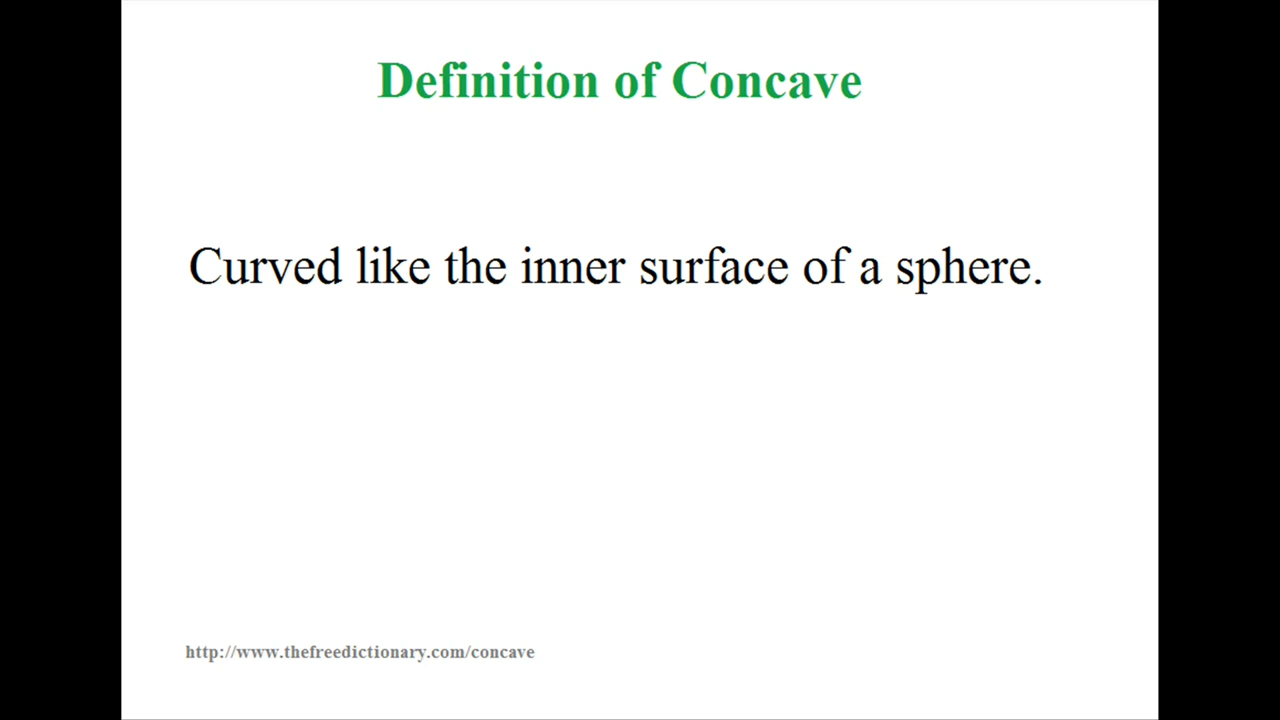 Definition of Concave
Curved like the inner surface of a sphere.
http://www.thefreedictionary.com/concave